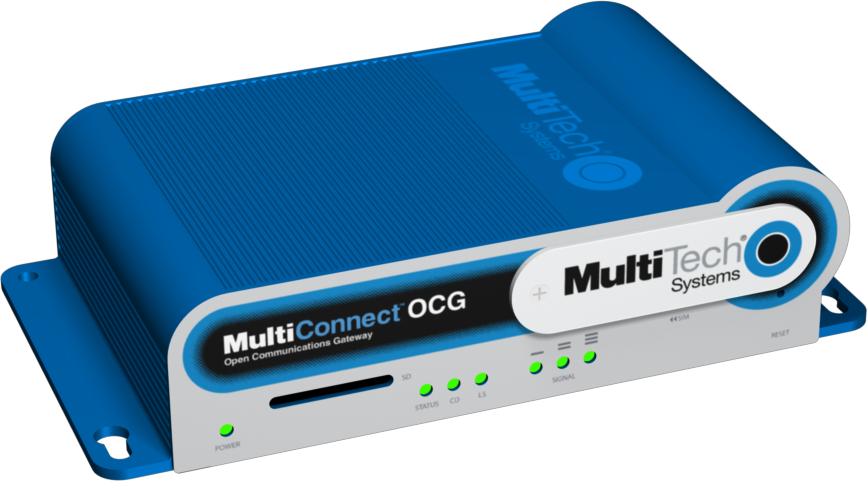 MultiTech®
Systems
MultiConnect™ OCG
Open Communications Gateway
MultiTech®
Systems
SD
◄◄SIM
RESET
STATUS
CD
LS
SIGNAL
POWER